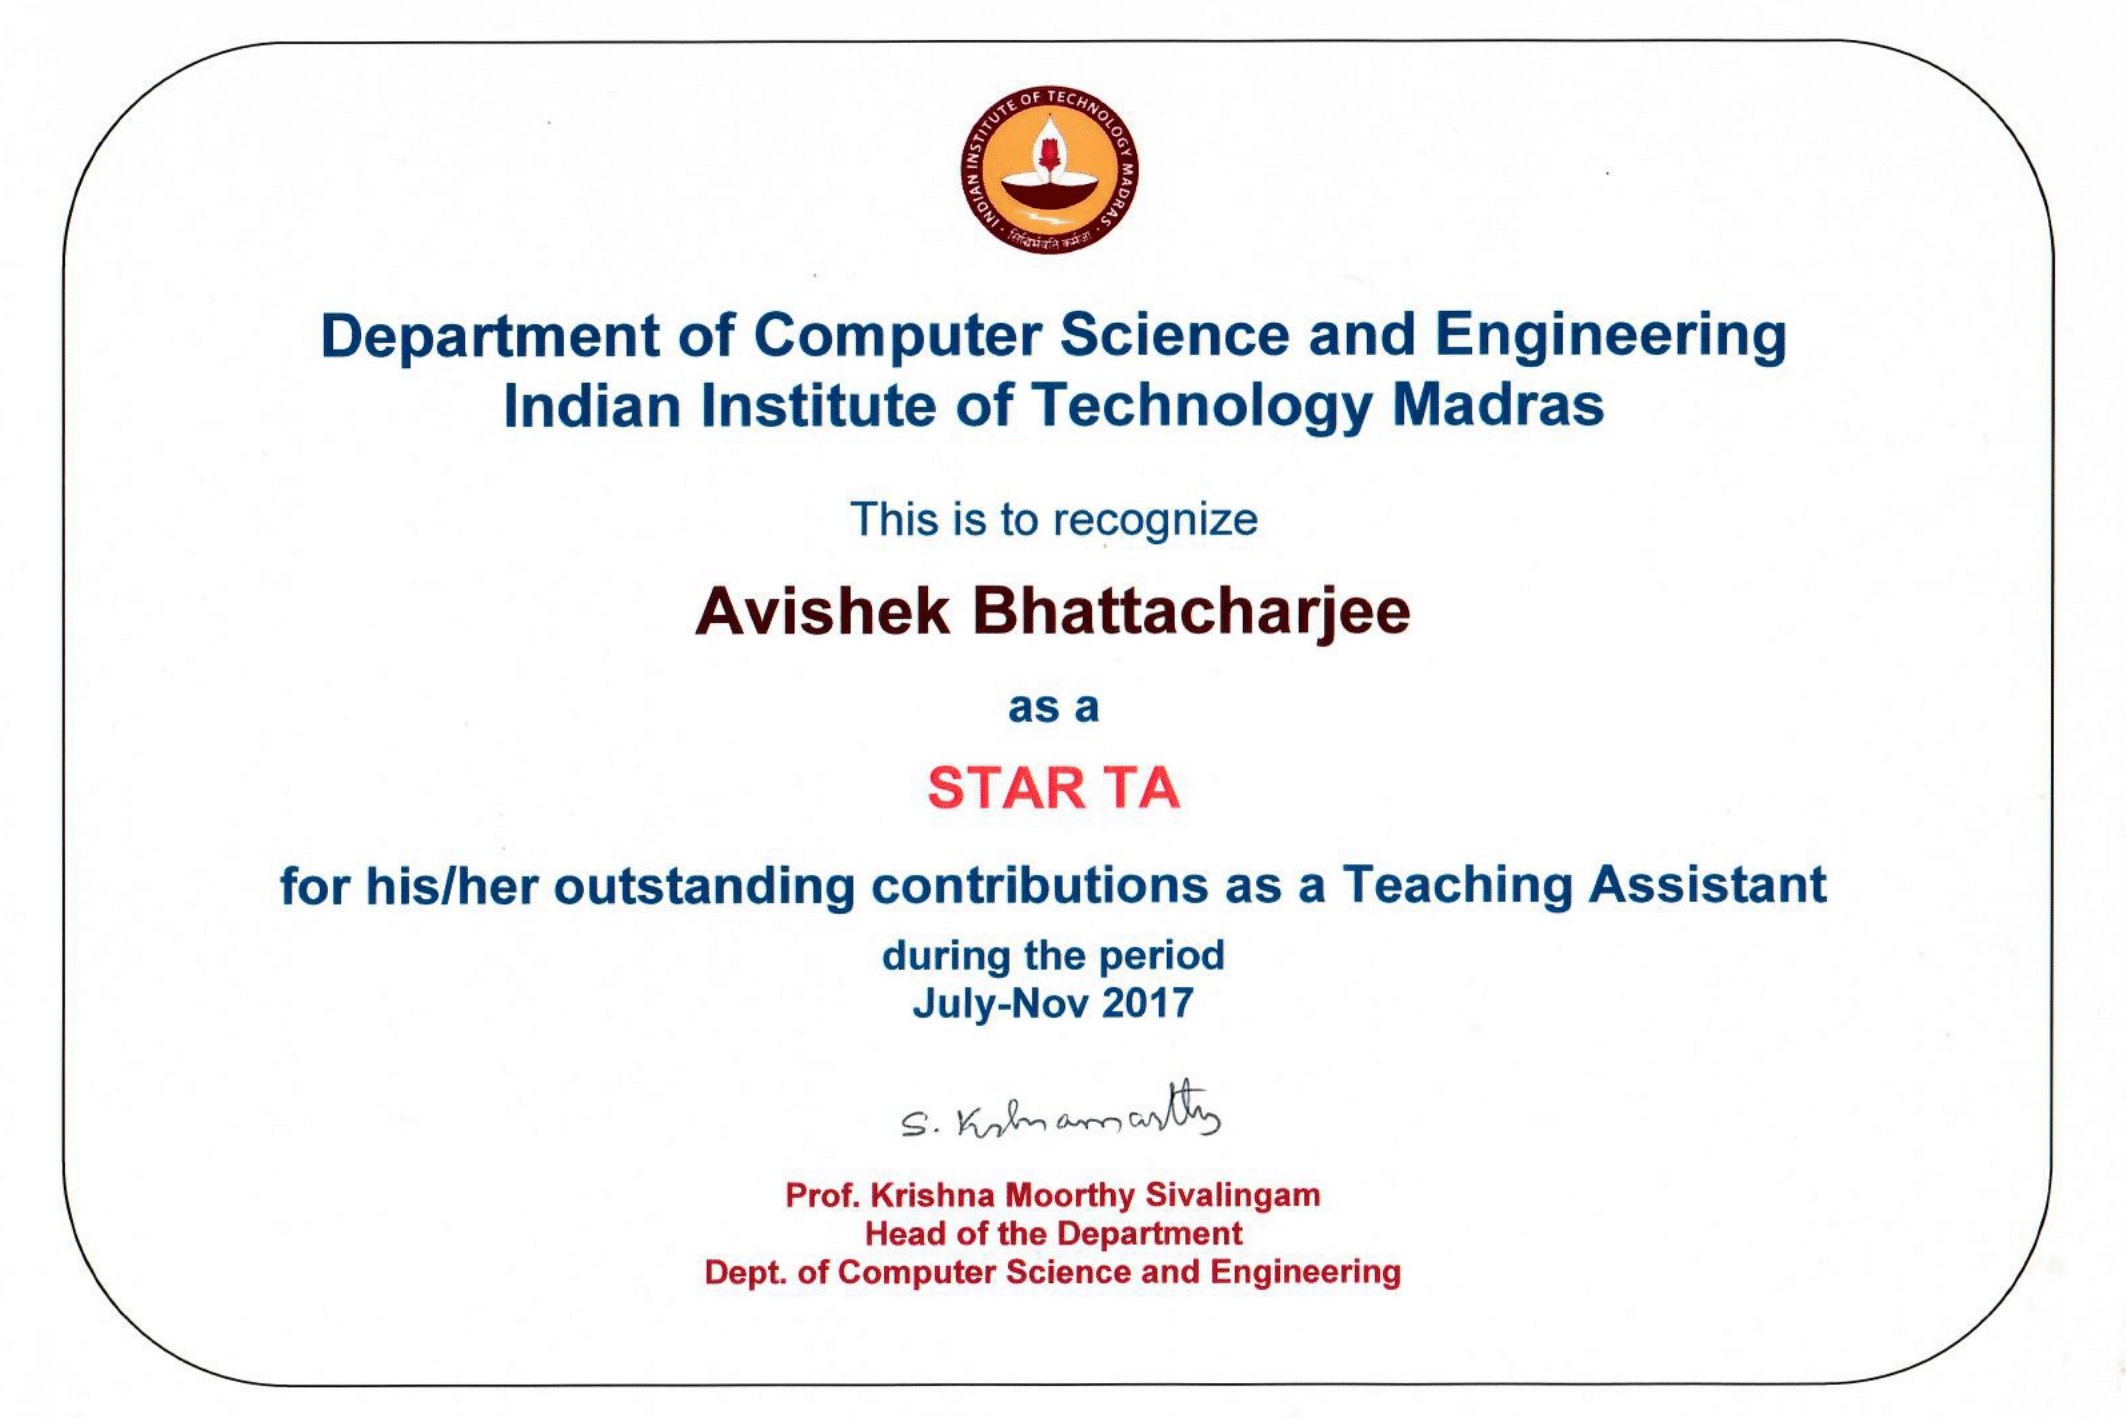 INDIAN INSTITUTE OF TECHNOLOGY MADRAS
सिद्धिर्भवति कर्मजा
Department of Computer Science and Engineering
Indian Institute of Technology Madras
This is to recognize
Avishek Bhattacharjee
as a
STAR TA
for his/her outstanding contributions as a Teaching Assistant
during the period
July-Nov 2017
S. Krishnamoorthy
Prof. Krishna Moorthy Sivalingam
Head of the Department
Dept. of Computer Science and Engineering